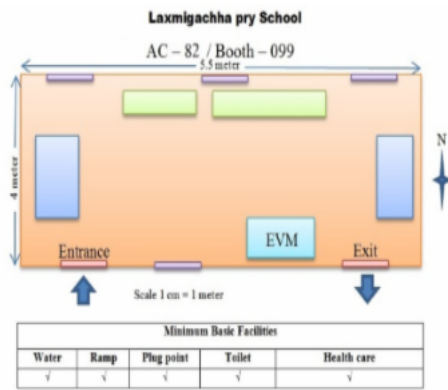 Laxmigachha pry School
AC – 82 / Booth – 099
5.5 meter
4 meter
N
EVM
Entrance
Exit
Scale 1 cm = 1 meter
Minimum Basic Facilities
Water Ramp Plug point Toilet Health care
√ √ √ √ √